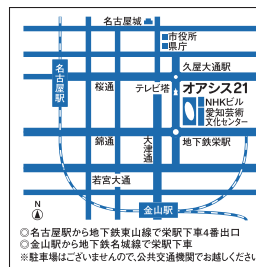 名古屋城
市役所
県庁
久屋大通駅
名古屋駅
桜通
テレビ塔
オアシス21
NHKビル
愛知芸術
文化センター
錦通
大津通
地下鉄栄駅
若宮大通
金山駅
N
◎名古屋駅から地下鉄東山線で栄駅下車4番出口
◎金山駅から地下鉄名城線で栄駅下車
※駐車場はございませんので、公共交通機関でお越しくださ